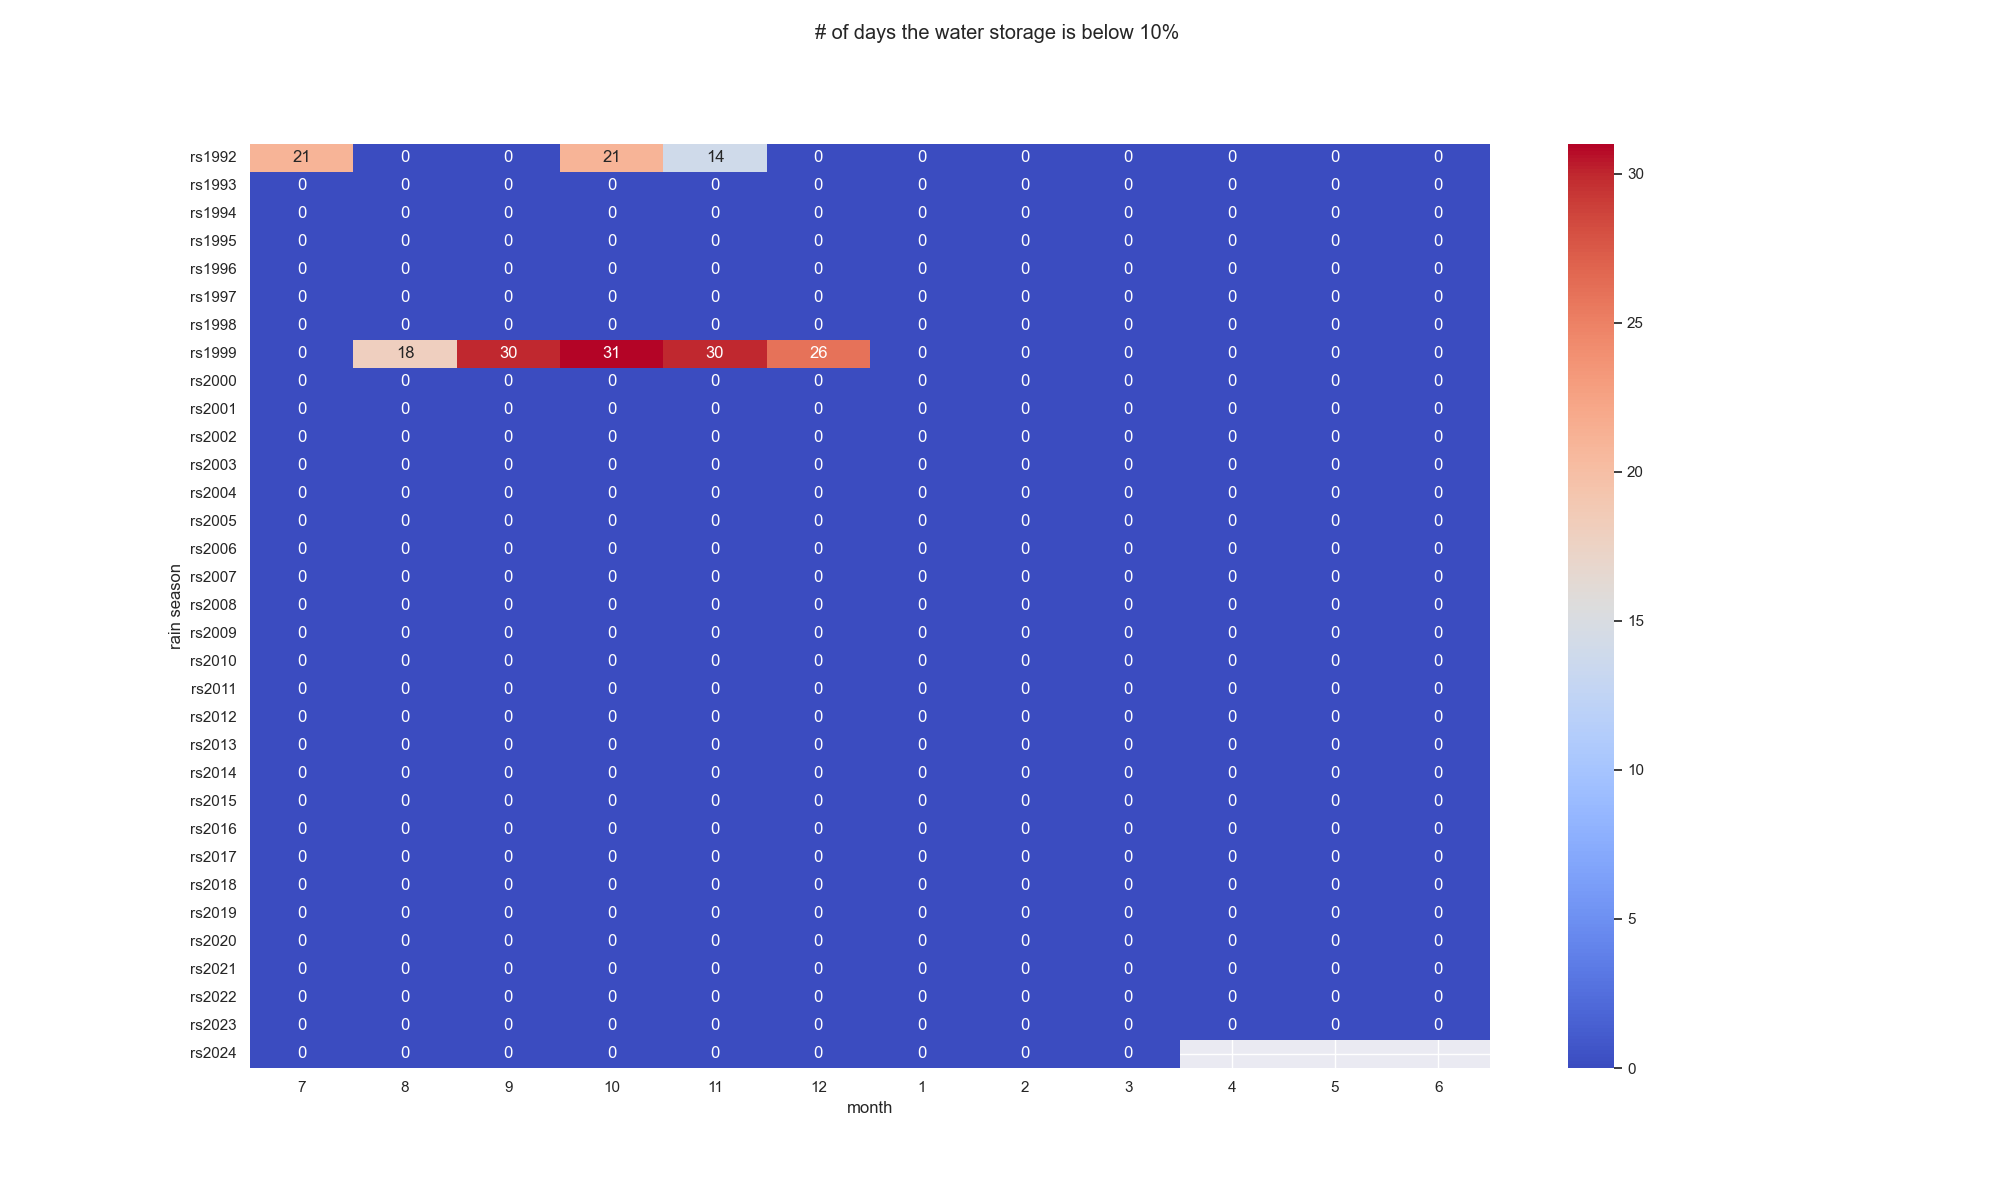 # of days the water storage is below 10%
rs1992 21 0 0 21 14 0 0 0 0 0 0 0
rs1993 0 0 0 0 0 0 0 0 0 0 0 0
rs1994 0 0 0 0 0 0 0 0 0 0 0 0
rs1995 0 0 0 0 0 0 0 0 0 0 0 0
rs1996 0 0 0 0 0 0 0 0 0 0 0 0
rs1997 0 0 0 0 0 0 0 0 0 0 0 0
rs1998 0 0 0 0 0 0 0 0 0 0 0 0
rs1999 0 18 30 31 30 26 0 0 0 0 0 0
rs2000 0 0 0 0 0 0 0 0 0 0 0 0
rs2001 0 0 0 0 0 0 0 0 0 0 0 0
rs2002 0 0 0 0 0 0 0 0 0 0 0 0
rs2003 0 0 0 0 0 0 0 0 0 0 0 0
rs2004 0 0 0 0 0 0 0 0 0 0 0 0
rs2005 0 0 0 0 0 0 0 0 0 0 0 0
rs2006 0 0 0 0 0 0 0 0 0 0 0 0
rs2007 0 0 0 0 0 0 0 0 0 0 0 0
rs2008 0 0 0 0 0 0 0 0 0 0 0 0
rs2009 0 0 0 0 0 0 0 0 0 0 0 0
rs2010 0 0 0 0 0 0 0 0 0 0 0 0
rs2011 0 0 0 0 0 0 0 0 0 0 0 0
rs2012 0 0 0 0 0 0 0 0 0 0 0 0
rs2013 0 0 0 0 0 0 0 0 0 0 0 0
rs2014 0 0 0 0 0 0 0 0 0 0 0 0
rs2015 0 0 0 0 0 0 0 0 0 0 0 0
rs2016 0 0 0 0 0 0 0 0 0 0 0 0
rs2017 0 0 0 0 0 0 0 0 0 0 0 0
rs2018 0 0 0 0 0 0 0 0 0 0 0 0
rs2019 0 0 0 0 0 0 0 0 0 0 0 0
rs2020 0 0 0 0 0 0 0 0 0 0 0 0
rs2021 0 0 0 0 0 0 0 0 0 0 0 0
rs2022 0 0 0 0 0 0 0 0 0 0 0 0
rs2023 0 0 0 0 0 0 0 0 0 0 0 0
rs2024 0 0 0 0 0 0 0 0 0
7 8 9 10 11 12 1 2 3 4 5 6
month
rain season
30
25
20
15
10
5
0